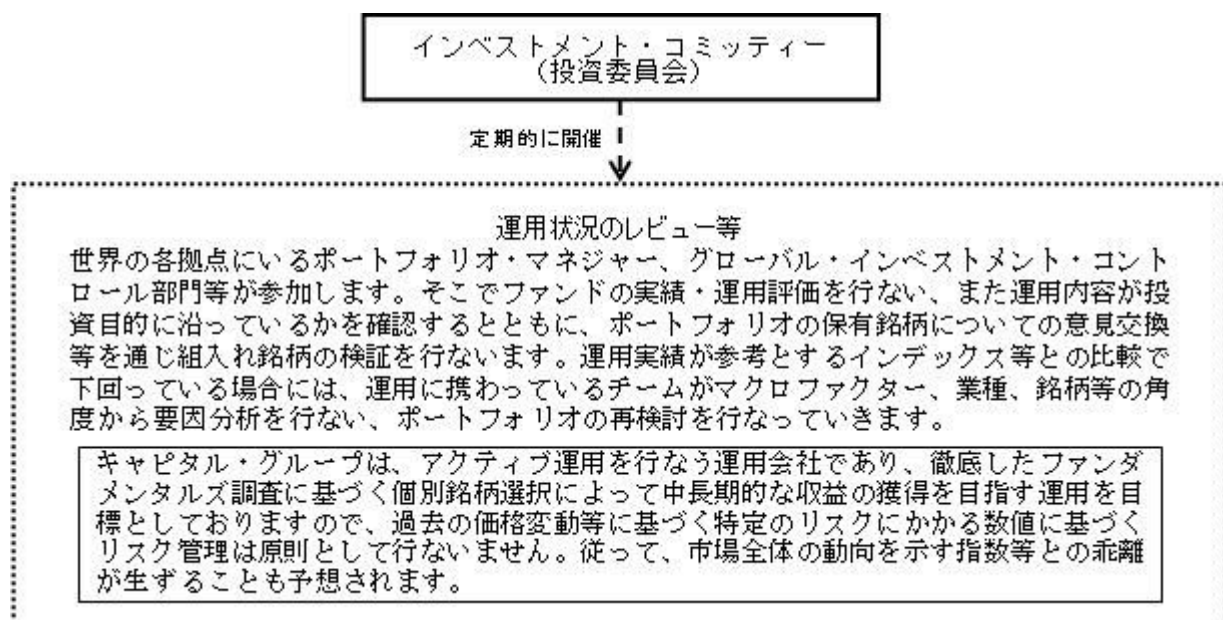 インベストメント・コミッティー
（投資委員会）
定期的に開催
運用状況のレビュー等
世界の各拠点にいるポートフォリオ・マネジャー、グローバル・インベストメント・コント
ロール部門等が参加します。そこでファンドの実績・運用評価を行ない、また運用内容が投
資目的に沿っているかを確認するとともに、ポートフォリオの保有銘柄についての意見交換
等を通じ組入れ銘柄の検証を行ないます。運用実績が参考とするインデックス等との比較で
下回っている場合には、運用に携わっているチームがマクロファクター、業種、銘柄等の角
度から要因分析を行ない、ポートフォリオの再検討を行なっていきます。
キャピタル・グループは、アクティブ運用を行なう運用会社であり、徹底したファンダ
メンタルズ調査に基づく個別銘柄選択によって中長期的な収益の獲得を目指す運用を目
標としておりますので、過去の価格変動等に基づく特定のリスクにかかる数値に基づく
リスク管理は原則として行ないません。従って、市場全体の動向を示す指数等との乖離
が生ずることも予想されます。